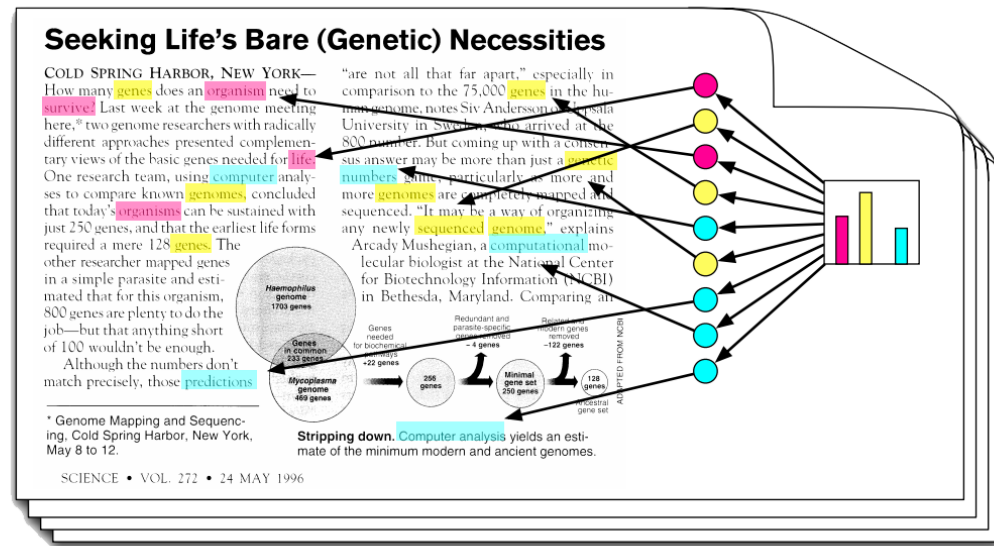 Seeking Life's Bare (Genetic) Necessities
COLD SPRING HARBOR, NEW YORK—
How many genes does an organism need to
survive? Last week at the genome meeting
here,* two genome researchers with radically
different approaches presented complemen-
tary views of the basic genes needed for life.
One research team, using computer analy-
ses to compare known genomes, concluded
that today's organisms can be sustained with
just 250 genes, and that the earliest life forms
required a mere 128 genes. The
other researcher mapped genes
in a simple parasite and esti-
mated that for this organism,
800 genes are plenty to do the
job—but that anything short
of 100 wouldn't be enough.
Although the numbers don't
match precisely, those predictions
* Genome Mapping and Sequenc-
ing, Cold Spring Harbor, New York,
May 8 to 12.
"are not all that far apart," especially in
comparison to the 75,000 genes in the hu-
man genome, notes Siv Andersson of Uppsala
University in Sweden, who arrived at the
800 number. But coming up with a consen-
sus answer may be more than just a genetic
numbers game, particularly as more and
more genomes are completely mapped and
sequenced. "It may be a way of organizing
any newly sequenced genome," explains
Arcady Mushegian, a computational mo-
lecular biologist at the National Center
for Biotechnology Information (NCBI)
in Bethesda, Maryland. Comparing an
Haemophilus
genome
1703 genes
Genes
in common
233 genes
Mycoplasma
genome
469 genes
Genes
needed
for biochemical
pathways
+22 genes
256
genes
Redundant and
parasite-specific
genes removed
– 4 genes
Minimal
gene set
250 genes
Related and
modern genes
removed
–122 genes
128
genes
Ancestral
gene set
ADAPTED FROM NCBI
Stripping down. Computer analysis yields an esti-
mate of the minimum modern and ancient genomes.
SCIENCE • VOL. 272 • 24 MAY 1996